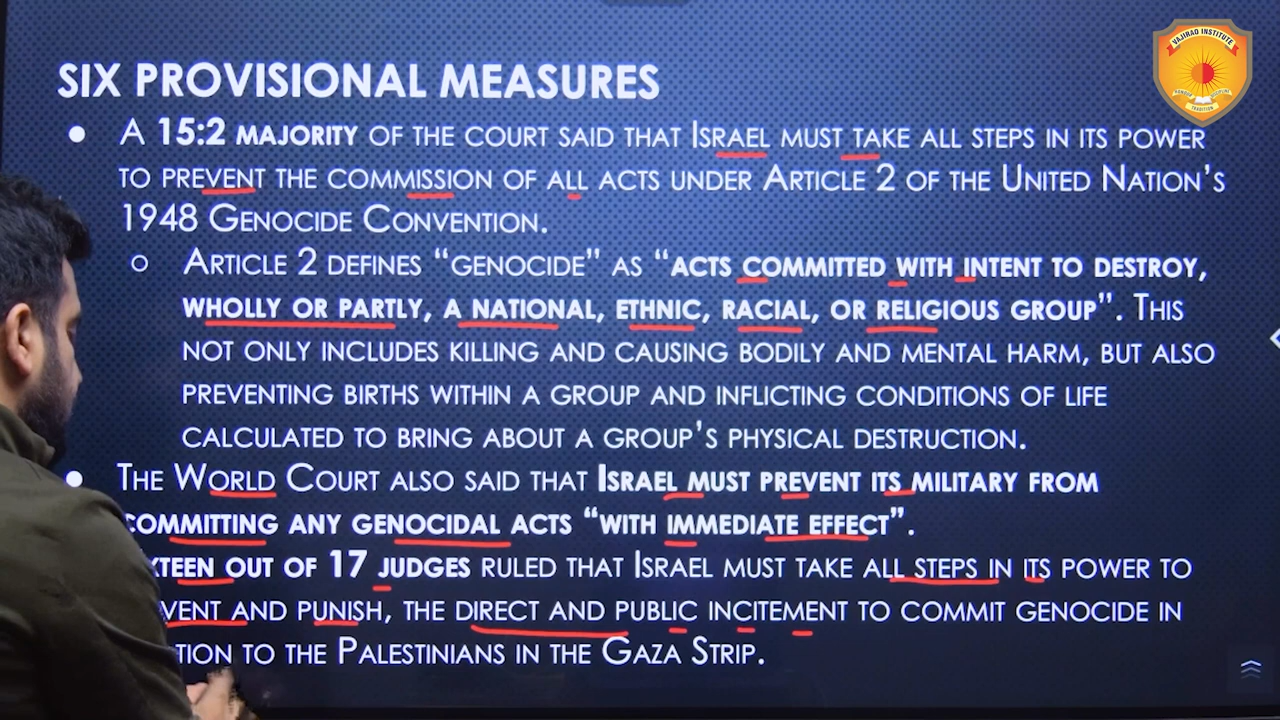 VAJIRAO INSTITUTE
TRADITION
SIX PROVISIONAL MEASURES
• A 15:2 MAJORITY OF THE COURT SAID THAT ISRAEL MUST TAKE ALL STEPS IN ITS POWER
TO PREVENT THE COMMISSION OF ALL ACTS UNDER ARTICLE 2 OF THE UNITED NATION'S
1948 GENOCIDE CONVENTION.
○ ARTICLE 2 DEFINES “GENOCIDE” AS “ACTS COMMITTED WITH INTENT TO DESTROY,
WHOLLY OR PARTLY, A NATIONAL, ETHNIC, RACIAL, OR RELIGIOUS GROUP”. THIS
NOT ONLY INCLUDES KILLING AND CAUSING BODILY AND MENTAL HARM, BUT ALSO
PREVENTING BIRTHS WITHIN A GROUP AND INFLICTING CONDITIONS OF LIFE
CALCULATED TO BRING ABOUT A GROUP'S PHYSICAL DESTRUCTION.
• THE WORLD COURT ALSO SAID THAT ISRAEL MUST PREVENT ITS MILITARY FROM
COMMITTING ANY GENOCIDAL ACTS “WITH IMMEDIATE EFFECT”.
XTEEN OUT OF 17 JUDGES RULED THAT ISRAEL MUST TAKE ALL STEPS IN ITS POWER TO
VENT AND PUNISH, THE DIRECT AND PUBLIC INCITEMENT TO COMMIT GENOCIDE IN
TION TO THE PALESTINIANS IN THE GAZA STRIP.